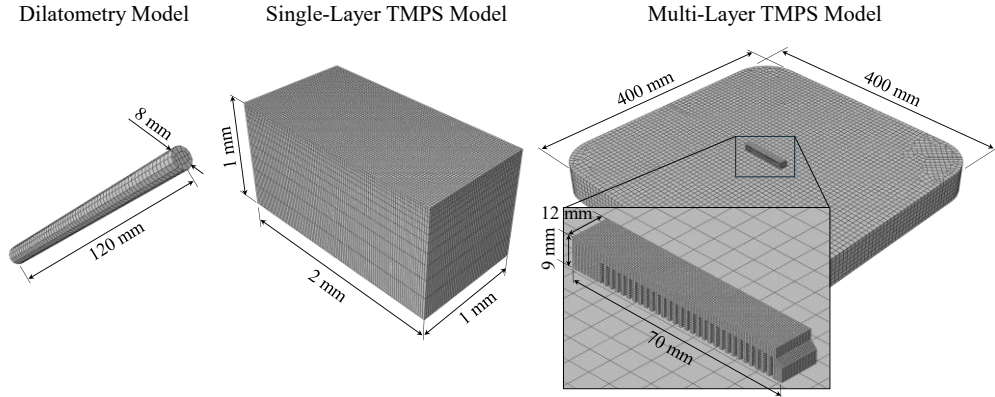 Dilatometry Model
Single-Layer TMPS Model
Multi-Layer TMPS Model
8 mm
120 mm
1 mm
2 mm
1 mm
400 mm
400 mm
12 mm
9 mm
70 mm